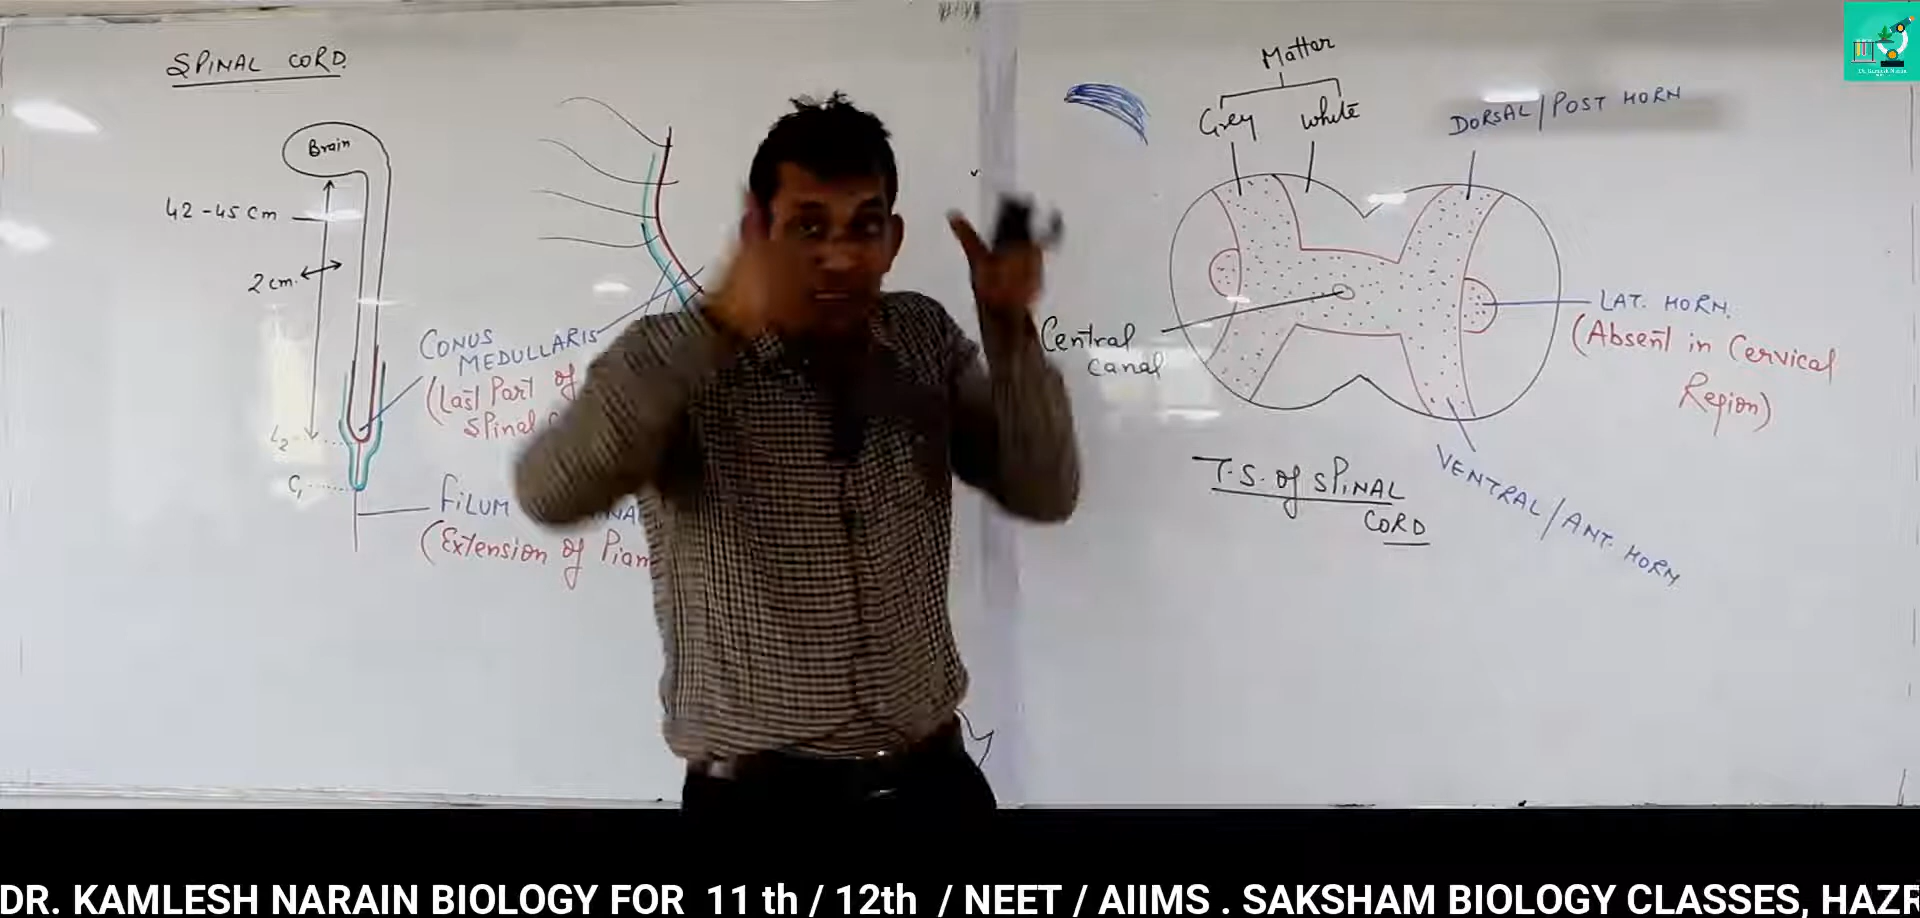 SPINAL CORD
Brain
42-45 cm
2 cm.
CONUS
MEDULLARIS
(Last Part of
Spinal
L2
C1
FILUM
(Extension of Piam
Matter
Grey White
DORSAL/POST HORN
Central
canal
LAT. HORN.
(Absent in Cervical
Region)
VENTRAL/ANT. HORN
T.S. of SPINAL
CORD
DR. KAMLESH NARAIN BIOLOGY FOR 11 th / 12th / NEET / AIIMS . SAKSHAM BIOLOGY CLASSES, HAZR